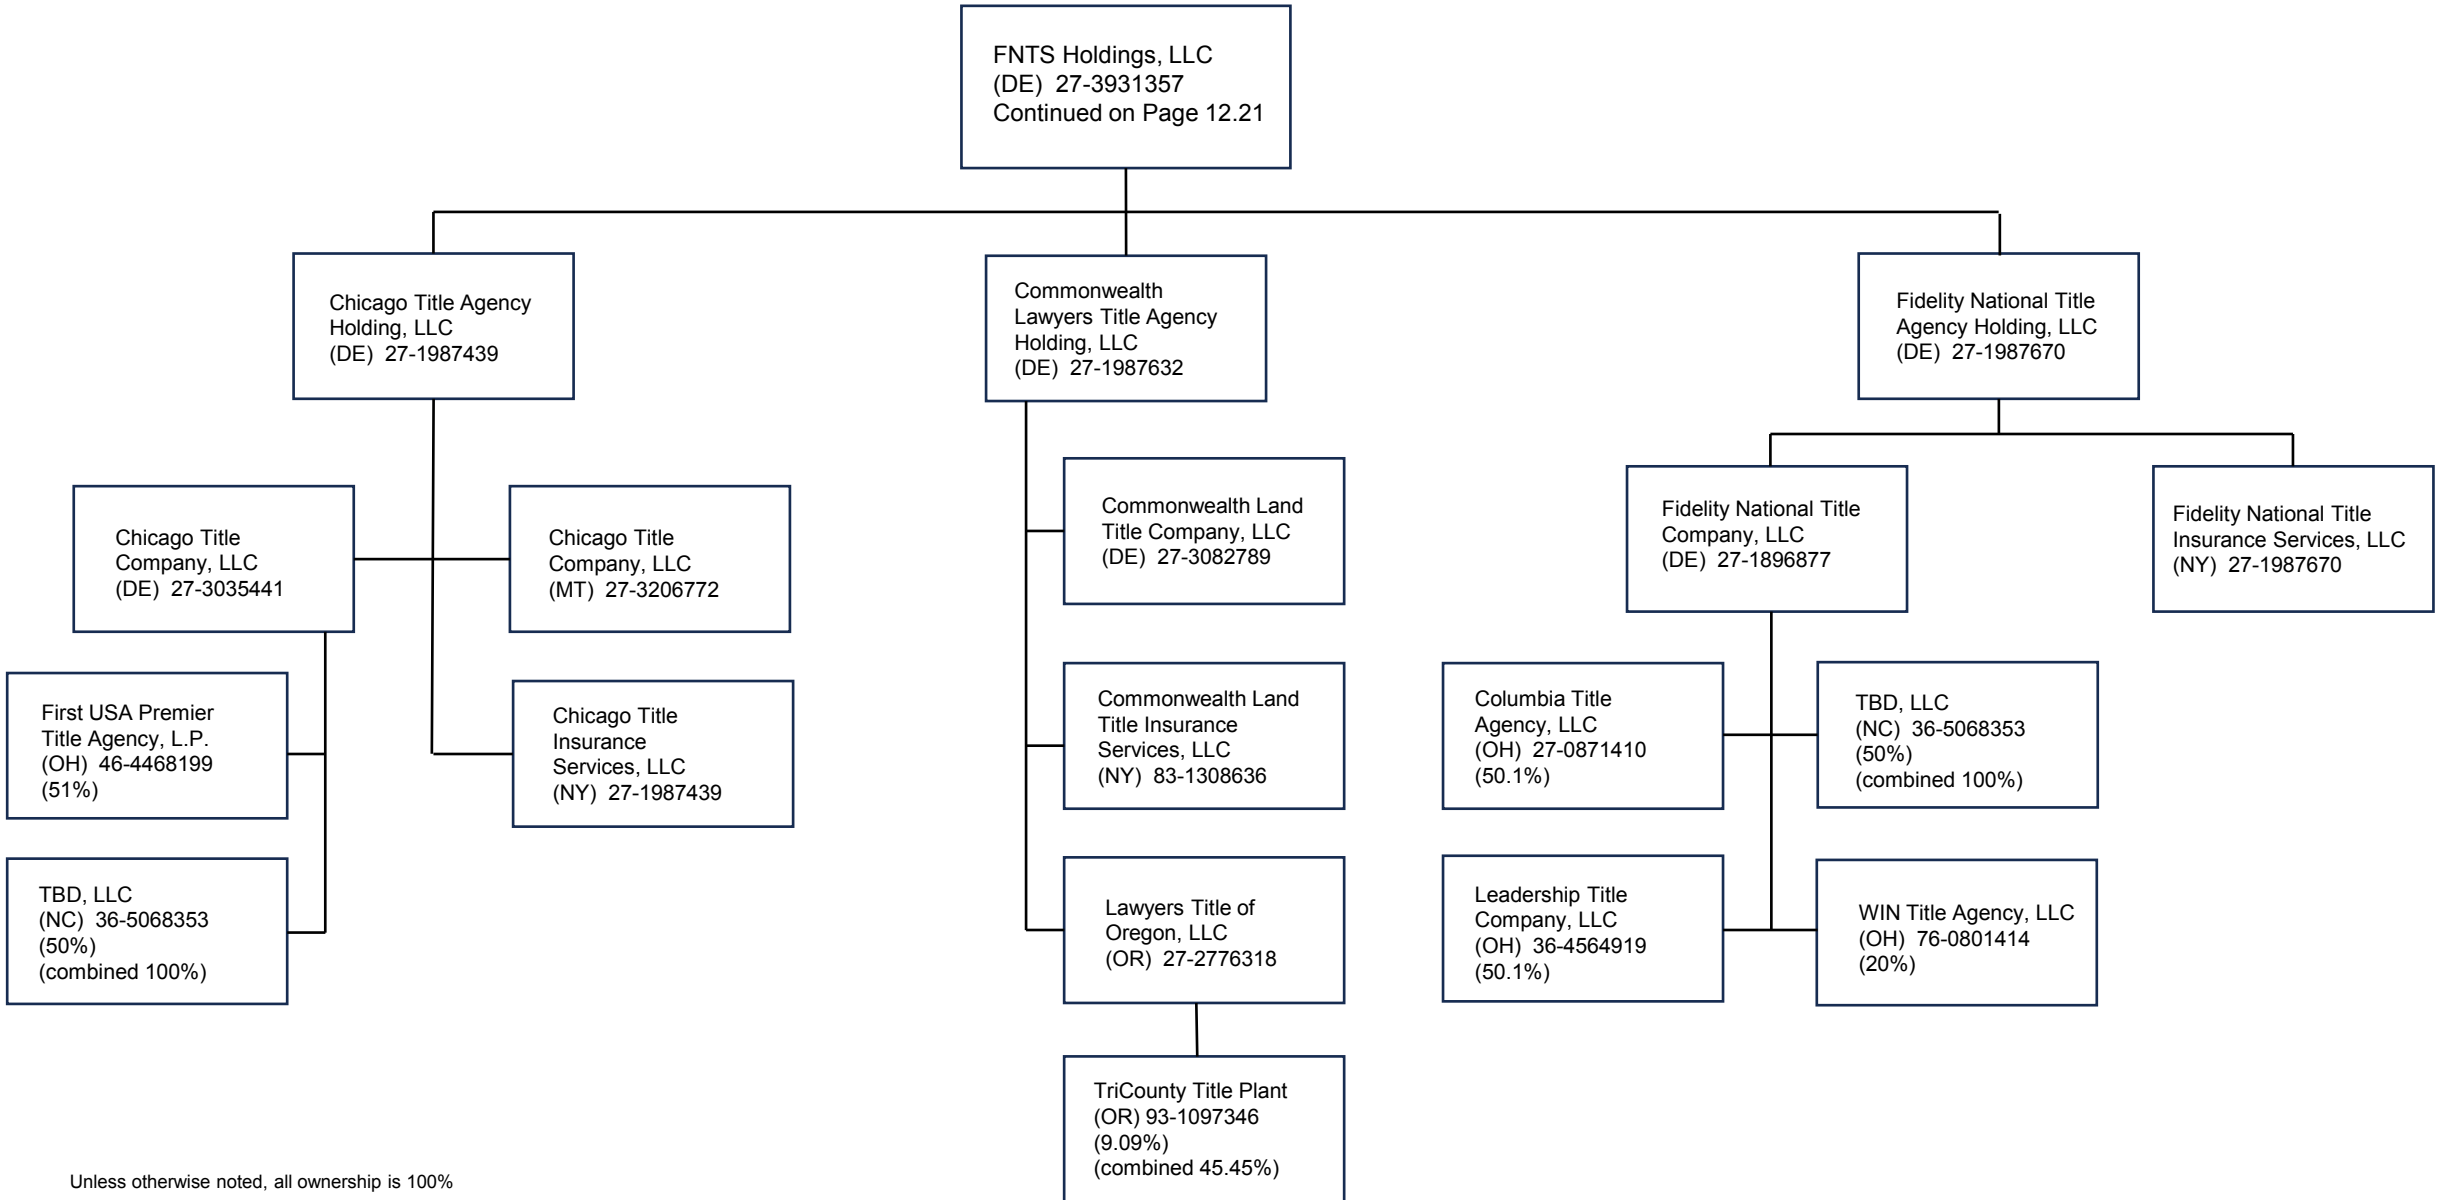 FNTS Holdings, LLC
(DE) 27-3931357
Continued on Page 12.21
Chicago Title Agency
Holding, LLC
(DE) 27-1987439
Commonwealth
Lawyers Title Agency
Holding, LLC
(DE) 27-1987632
Fidelity National Title
Agency Holding, LLC
(DE) 27-1987670
Chicago Title
Company, LLC
(DE) 27-3035441
Chicago Title
Company, LLC
(MT) 27-3206772
Commonwealth Land
Title Company, LLC
(DE) 27-3082789
Fidelity National Title
Company, LLC
(DE) 27-1896877
Fidelity National Title
Insurance Services, LLC
(NY) 27-1987670
First USA Premier
Title Agency, L.P.
(OH) 46-4468199
(51%)
Chicago Title
Insurance
Services, LLC
(NY) 27-1987439
Commonwealth Land
Title Insurance
Services, LLC
(NY) 83-1308636
Columbia Title
Agency, LLC
(OH) 27-0871410
(50.1%)
TBD, LLC
(NC) 36-5068353
(50%)
(combined 100%)
TBD, LLC
(NC) 36-5068353
(50%)
(combined 100%)
Lawyers Title of
Oregon, LLC
(OR) 27-2776318
Leadership Title
Company, LLC
(OH) 36-4564919
(50.1%)
WIN Title Agency, LLC
(OH) 76-0801414
(20%)
TriCounty Title Plant
(OR) 93-1097346
(9.09%)
(combined 45.45%)
Unless otherwise noted, all ownership is 100%